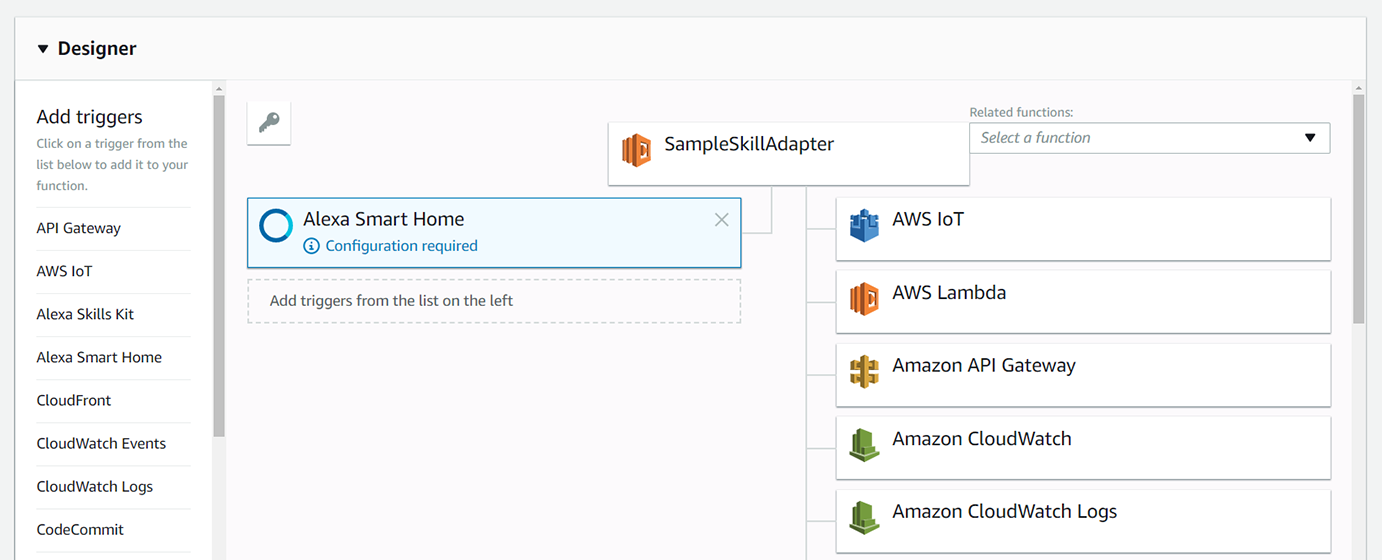 Designer
Add triggers
Click on a trigger from the
list below to add it to your
function.
API Gateway
AWS IoT
Alexa Skills Kit
Alexa Smart Home
CloudFront
CloudWatch Events
CloudWatch Logs
CodeCommit
SampleSkillAdapter
Related functions:
Select a function
Alexa Smart Home
Configuration required
Add triggers from the list on the left
AWS IoT
AWS Lambda
Amazon API Gateway
Amazon CloudWatch
Amazon CloudWatch Logs